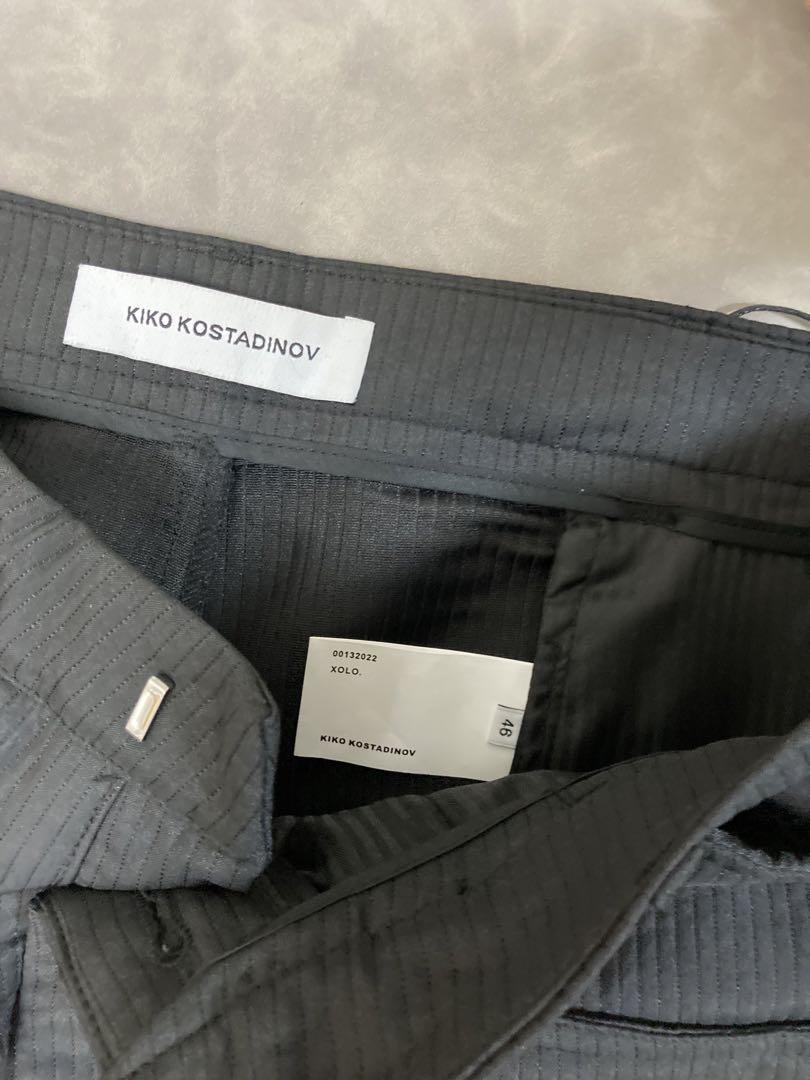 KIKO KOSTADINOV
00132022
XOLO.
46
KIKO KOSTADINOV